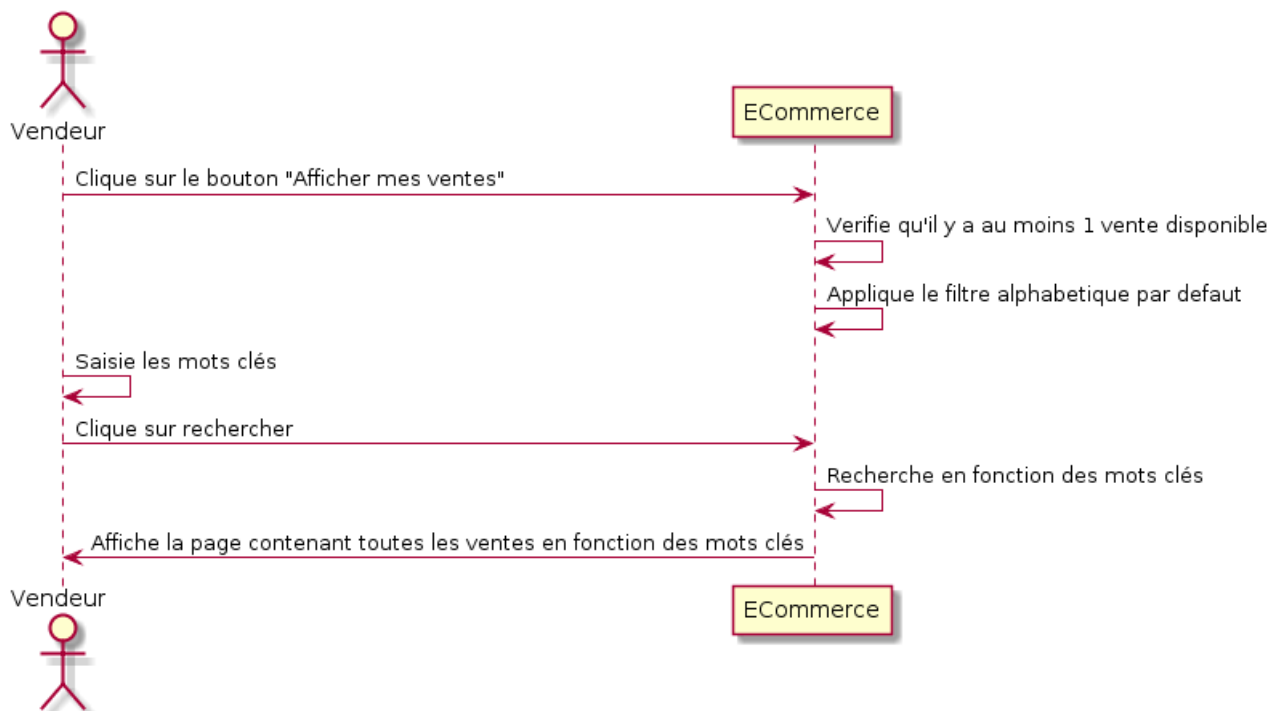 Vendeur
ECommerce
Clique sur le bouton "Afficher mes ventes"
Verifie qu'il y a au moins 1 vente disponible
Applique le filtre alphabetique par defaut
Saisie les mots clés
Clique sur rechercher
Recherche en fonction des mots clés
Affiche la page contenant toutes les ventes en fonction des mots clés
Vendeur
ECommerce